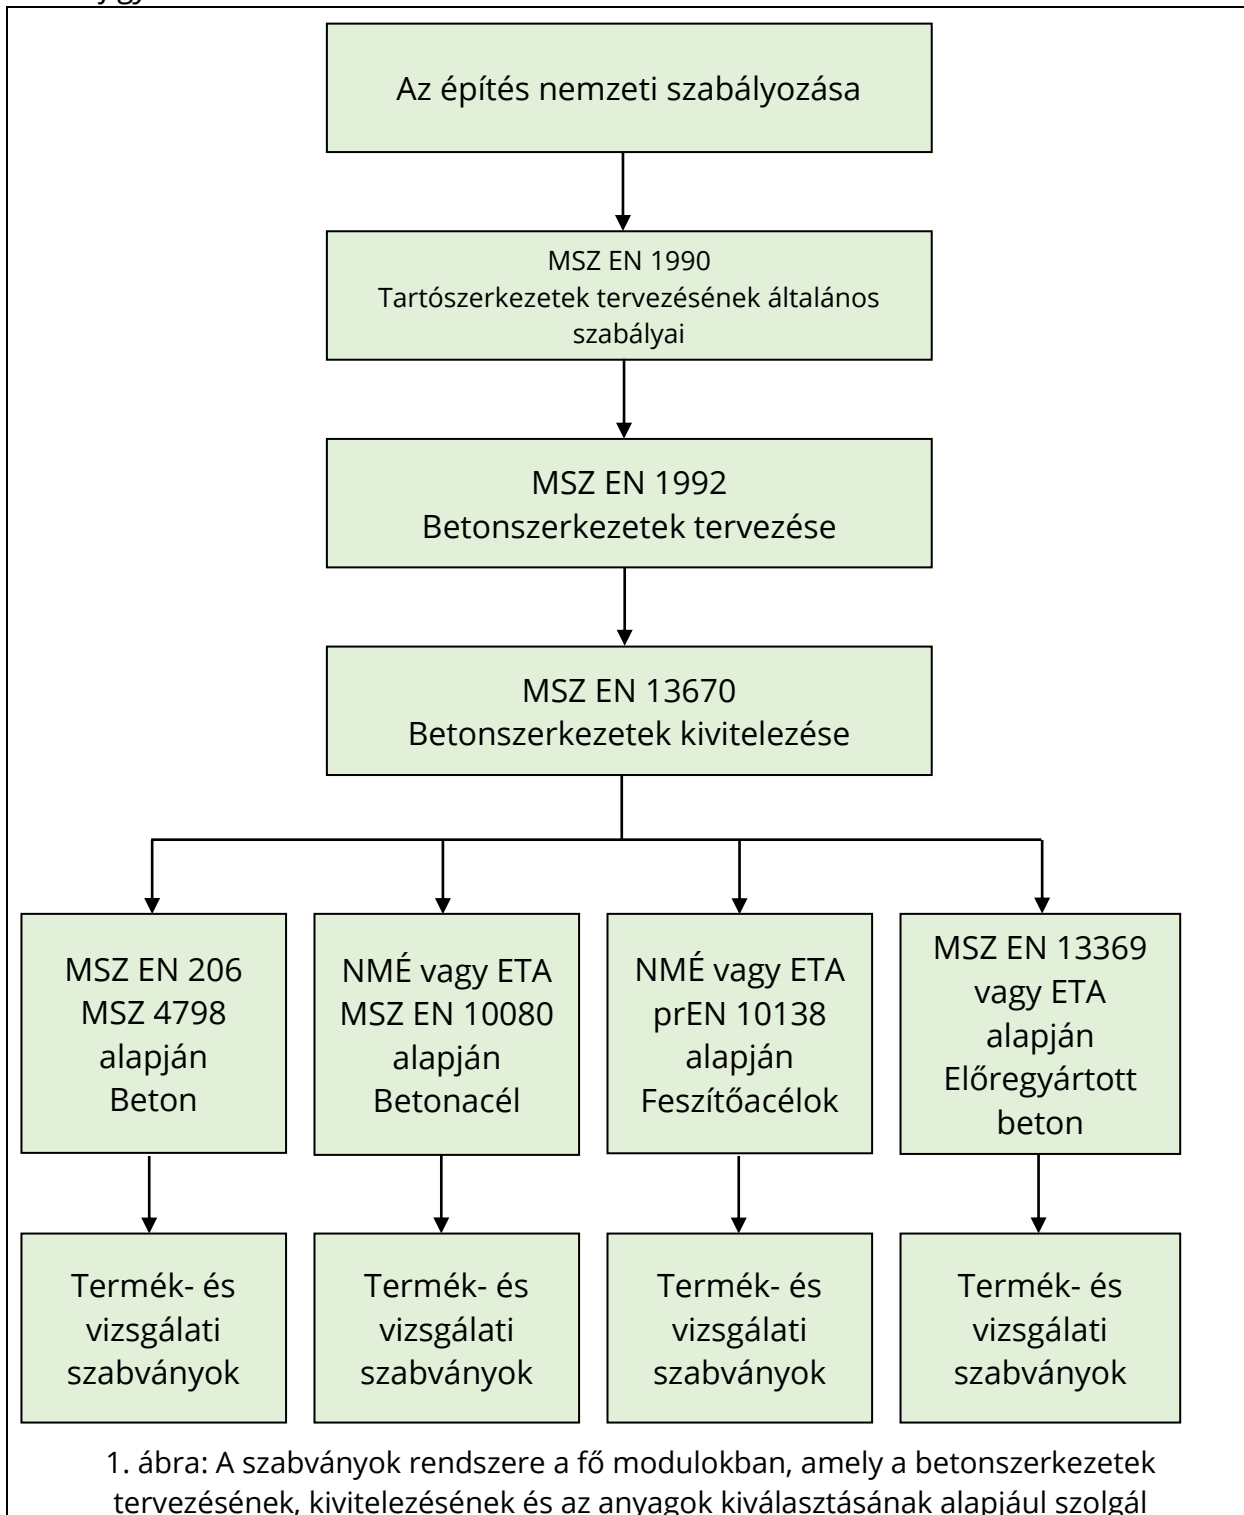 Az építés nemzeti szabályozása
MSZ EN 1990
Tartószerkezetek tervezésének általános
szabályai
MSZ EN 1992
Betonszerkezetek tervezése
MSZ EN 13670
Betonszerkezetek kivitelezése
MSZ EN 206
MSZ 4798
alapján
Beton
NMÉ vagy ETA
MSZ EN 10080
alapján
Betonacél
NMÉ vagy ETA
prEN 10138
alapján
Feszítőacélok
MSZ EN 13369
vagy ETA
alapján
Előregyártott
beton
Termék- és
vizsgálati
szabványok
Termék- és
vizsgálati
szabványok
Termék- és
vizsgálati
szabványok
Termék- és
vizsgálati
szabványok
1. ábra: A szabványok rendszere a fő modulokban, amely a betonszerkezetek
tervezésének, kivitelezésének és az anyagok kiválasztásának alapjául szolgál